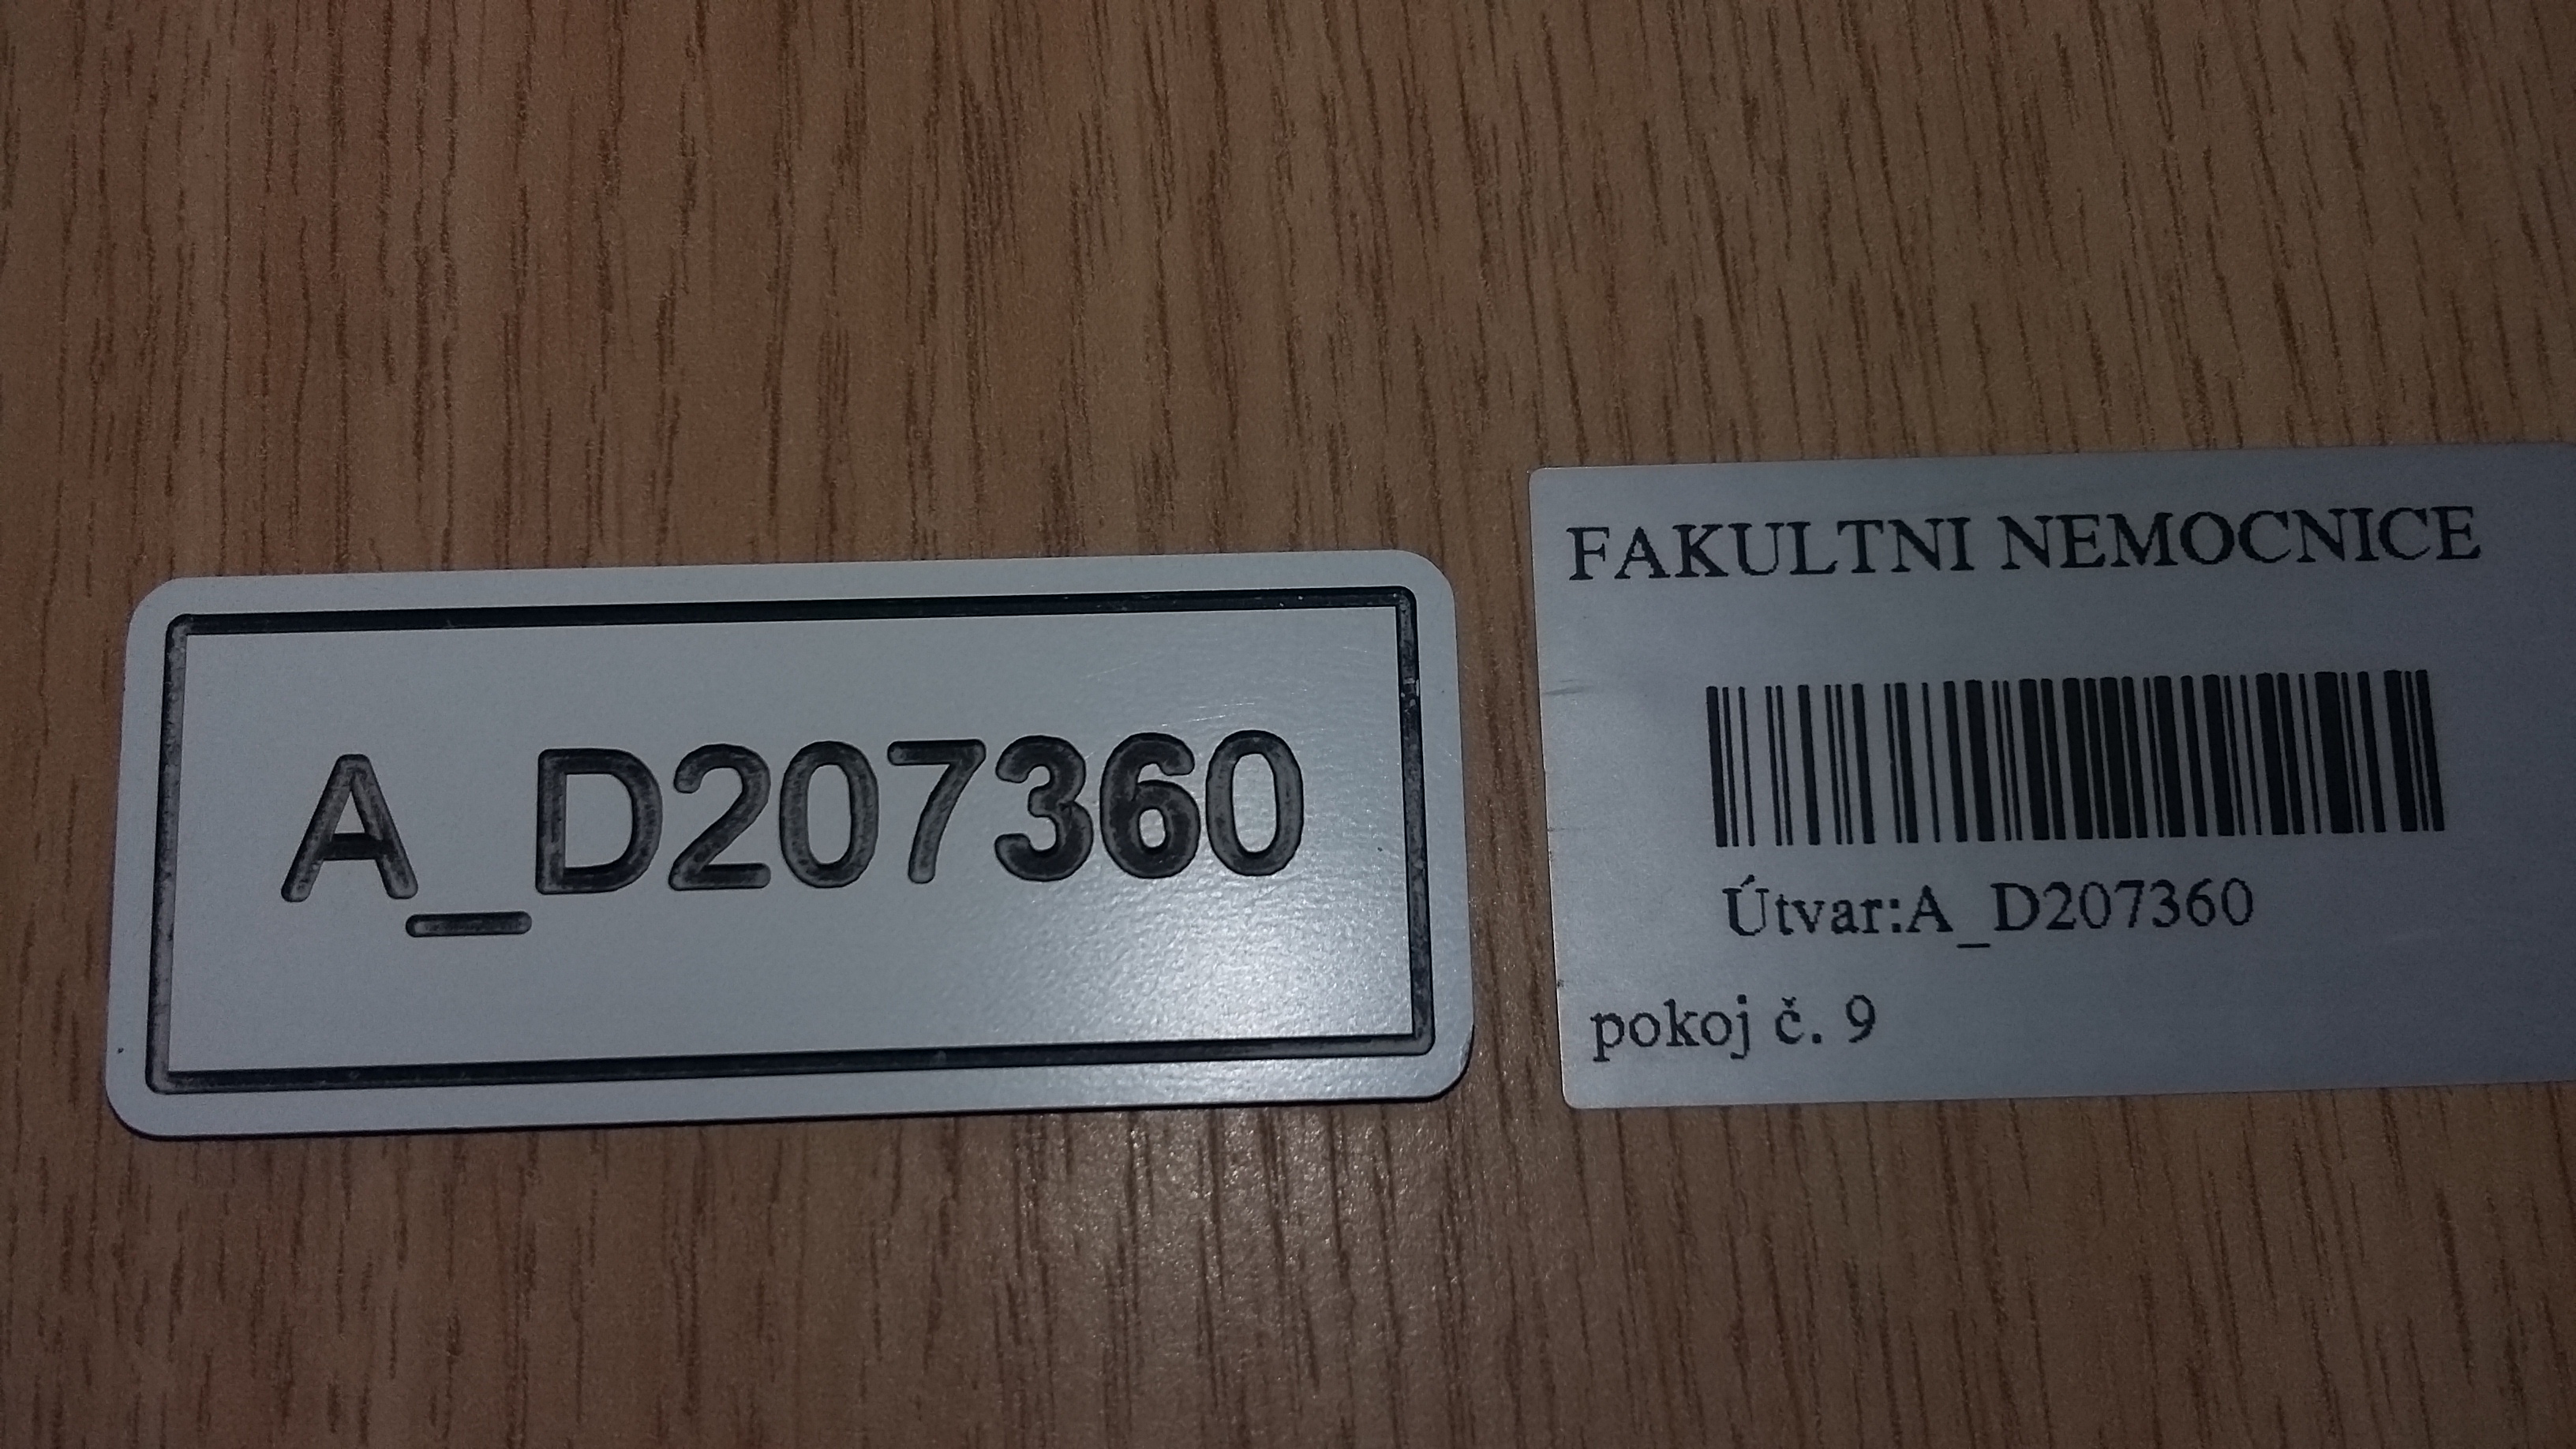 A_D207360
FAKULTNI NEMOCNICE
Útvar:A_D207360
pokoj č. 9